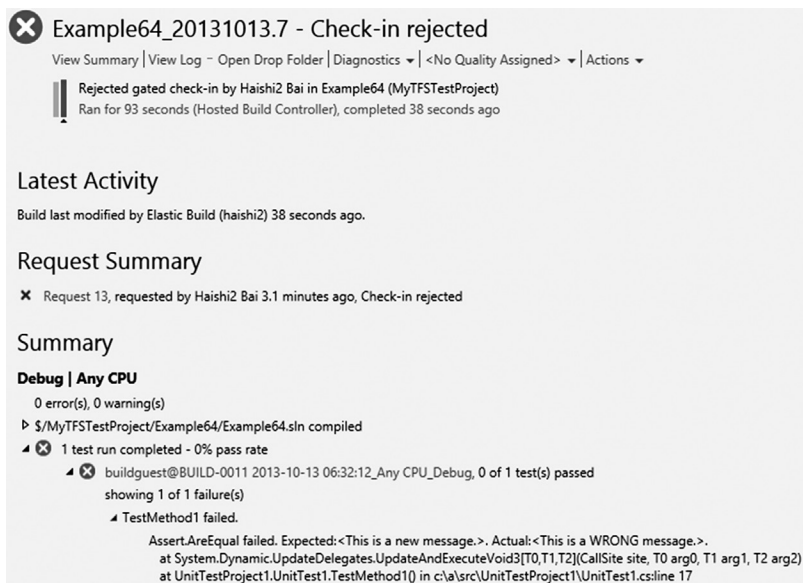 Example64_20131013.7 - Check-in rejected
View Summary | View Log - Open Drop Folder | Diagnostics ▾ | <No Quality Assigned> ▾ | Actions ▾
Rejected gated check-in by Haishi2 Bai in Example64 (MyTFSTestProject)
Ran for 93 seconds (Hosted Build Controller), completed 38 seconds ago
Latest Activity
Build last modified by Elastic Build (haishi2) 38 seconds ago.
Request Summary
Request 13, requested by Haishi2 Bai 3.1 minutes ago, Check-in rejected
Summary
Debug | Any CPU
0 error(s), 0 warning(s)
$/MyTFSTestProject/Example64/Example64.sln compiled
1 test run completed - 0% pass rate
buildguest@BUILD-0011 2013-10-13 06:32:12_Any CPU_Debug, 0 of 1 test(s) passed
showing 1 of 1 failure(s)
TestMethod1 failed.
Assert.AreEqual failed. Expected:<This is a new message.>. Actual:<This is a WRONG message.>.
at System.Dynamic.UpdateDelegates.UpdateAndExecuteVoid3[T0,T1,T2](CallSite site, T0 arg0, T1 arg1, T2 arg2)
at UnitTestProject1.UnitTest1.TestMethod1() in c:\a\src\UnitTestProject1\UnitTest1.cs:line 17